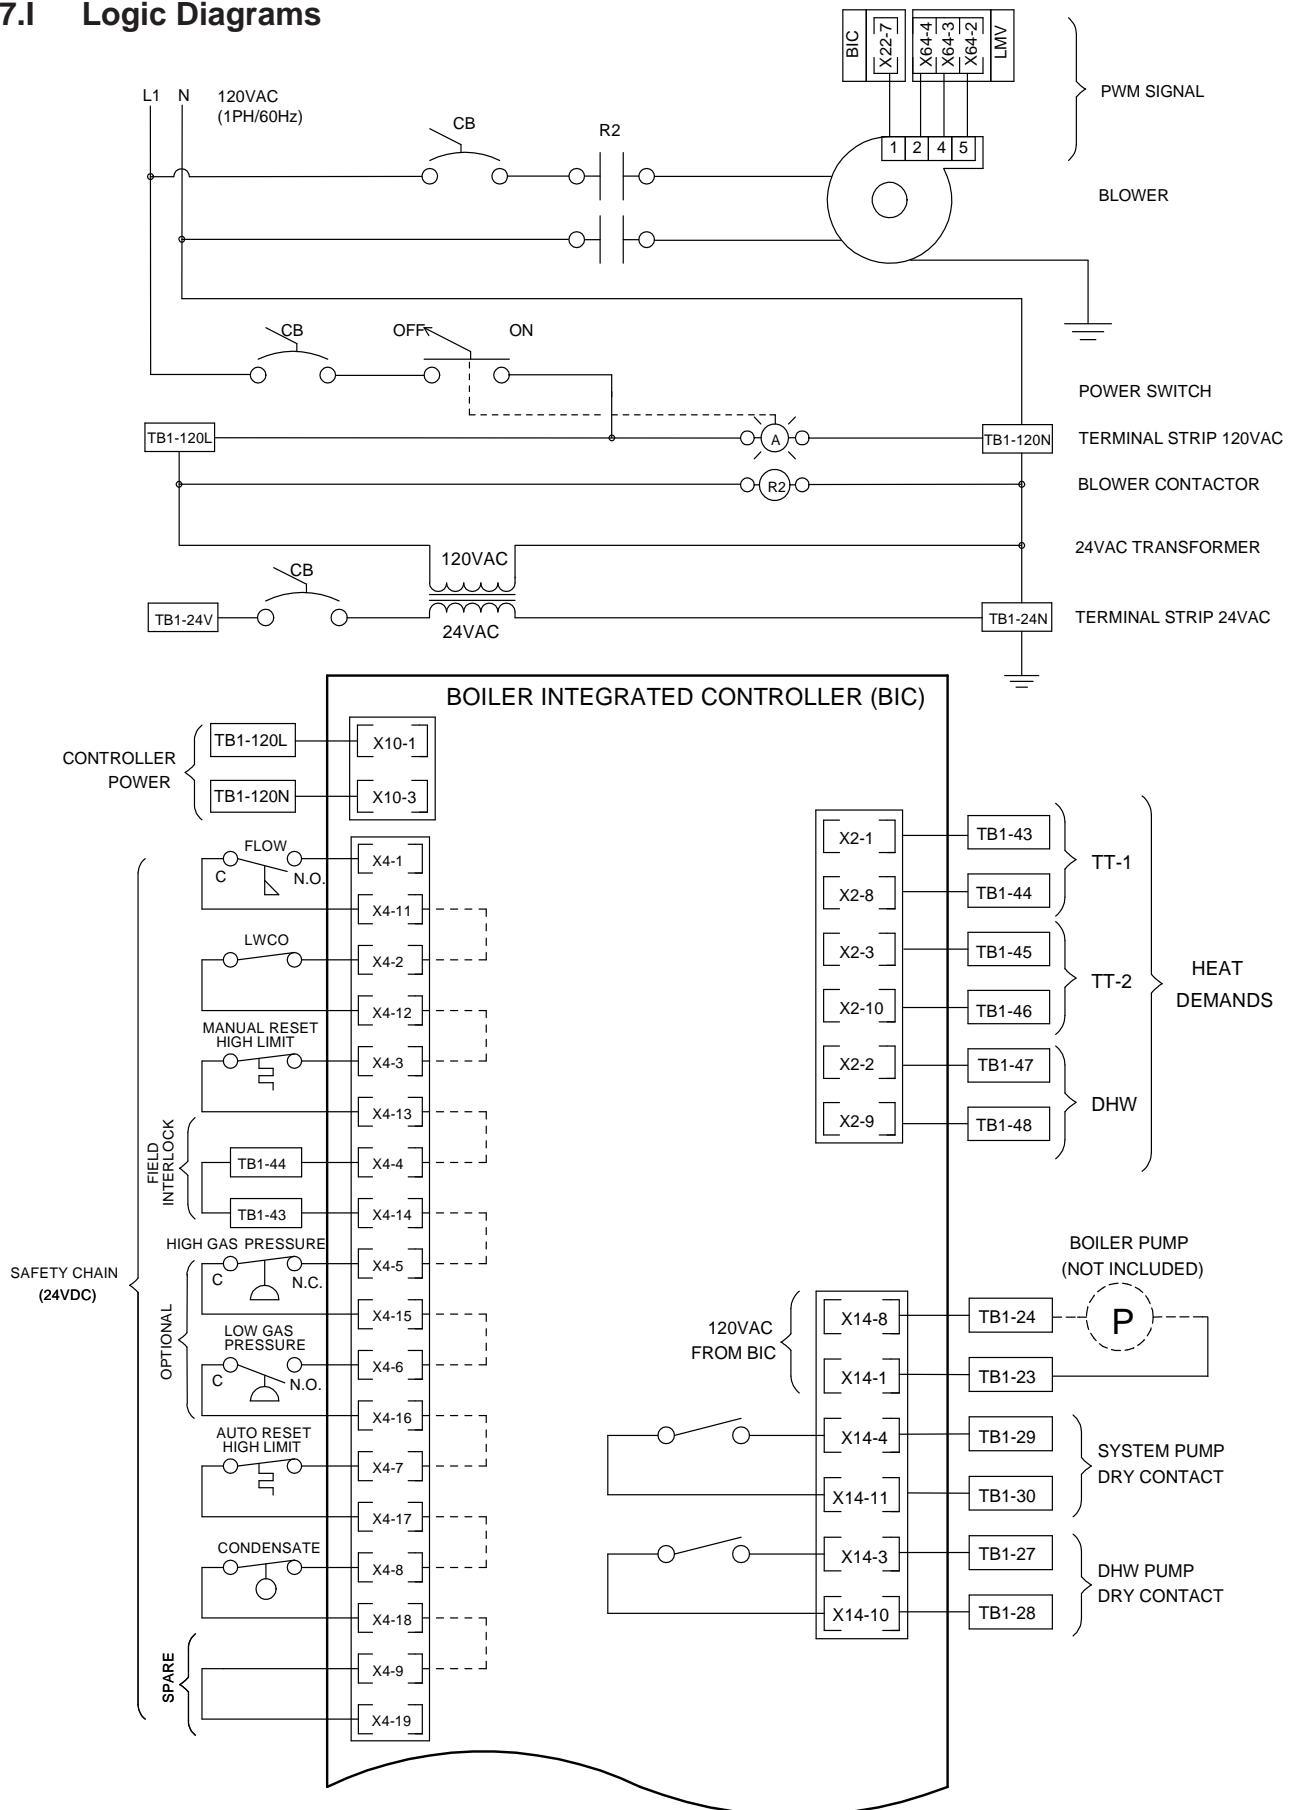 7.I Logic Diagrams
BIC
X22-7
X64-4
X64-3
X64-2
LMV
PWM SIGNAL
L1 N 120VAC
(1PH/60Hz)
CB
R2
1 2 4 5
BLOWER
CB
OFF
ON
POWER SWITCH
TB1-120L
A
TB1-120N
TERMINAL STRIP 120VAC
R2
BLOWER CONTACTOR
120VAC
24VAC TRANSFORMER
CB
TB1-24V
24VAC
TB1-24N
TERMINAL STRIP 24VAC
BOILER INTEGRATED CONTROLLER (BIC)
CONTROLLER
POWER
TB1-120L
X10-1
TB1-120N
X10-3
SAFETY CHAIN
(24VDC)
FLOW
C
N.O.
X4-1
X4-11
LWCO
X4-2
X4-12
MANUAL RESET
HIGH LIMIT
X4-3
X4-13
FIELD
INTERLOCK
TB1-44
X4-4
TB1-43
X4-14
OPTIONAL
HIGH GAS PRESSURE
C
N.C.
X4-5
X4-15
LOW GAS
PRESSURE
C
N.O.
X4-6
X4-16
AUTO RESET
HIGH LIMIT
X4-7
X4-17
CONDENSATE
X4-8
X4-18
SPARE
X4-9
X4-19
X2-1
TB1-43
X2-8
TB1-44
TT-1
X2-3
TB1-45
X2-10
TB1-46
TT-2
X2-2
TB1-47
X2-9
TB1-48
DHW
HEAT
DEMANDS
BOILER PUMP
(NOT INCLUDED)
P
120VAC
FROM BIC
X14-8
TB1-24
X14-1
TB1-23
X14-4
TB1-29
X14-11
TB1-30
SYSTEM PUMP
DRY CONTACT
X14-3
TB1-27
X14-10
TB1-28
DHW PUMP
DRY CONTACT